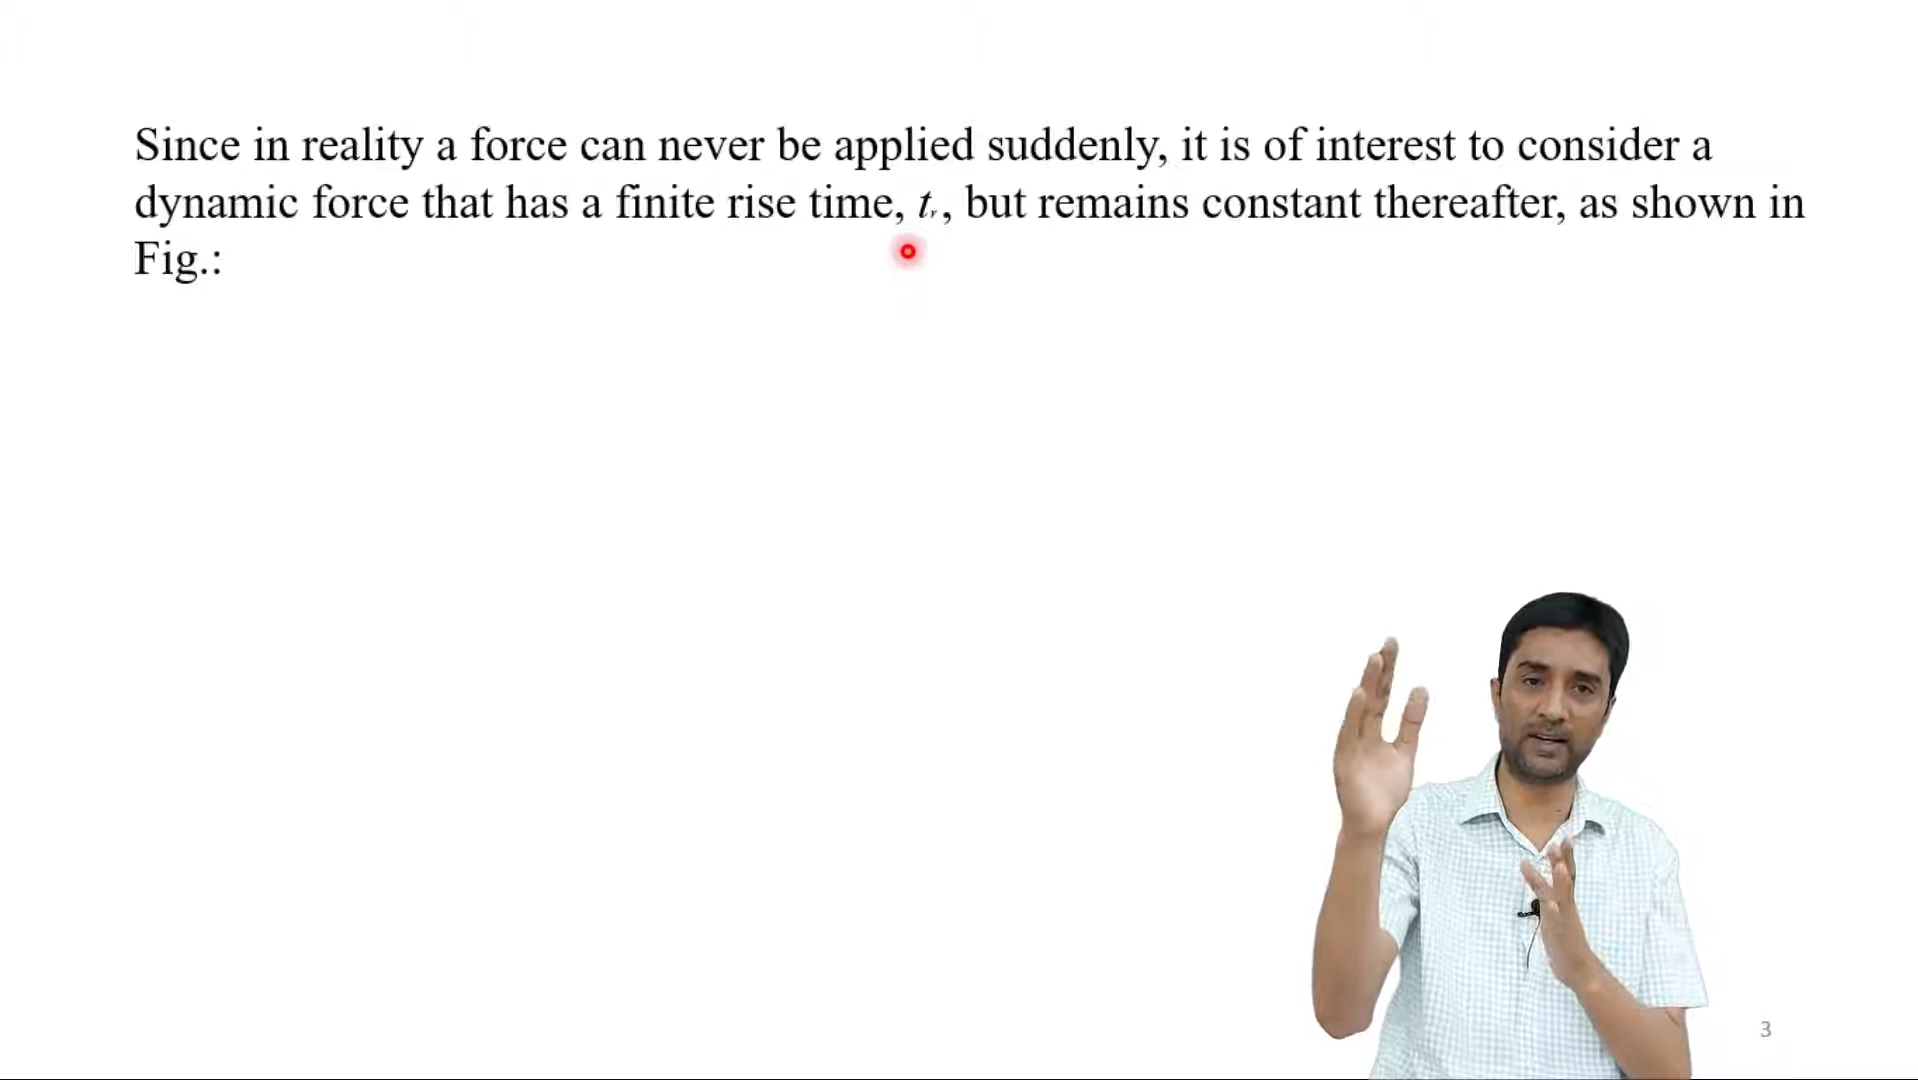 Since in reality a force can never be applied suddenly, it is of interest to consider a
dynamic force that has a finite rise time, tᵣ, but remains constant thereafter, as shown in
Fig.:
3